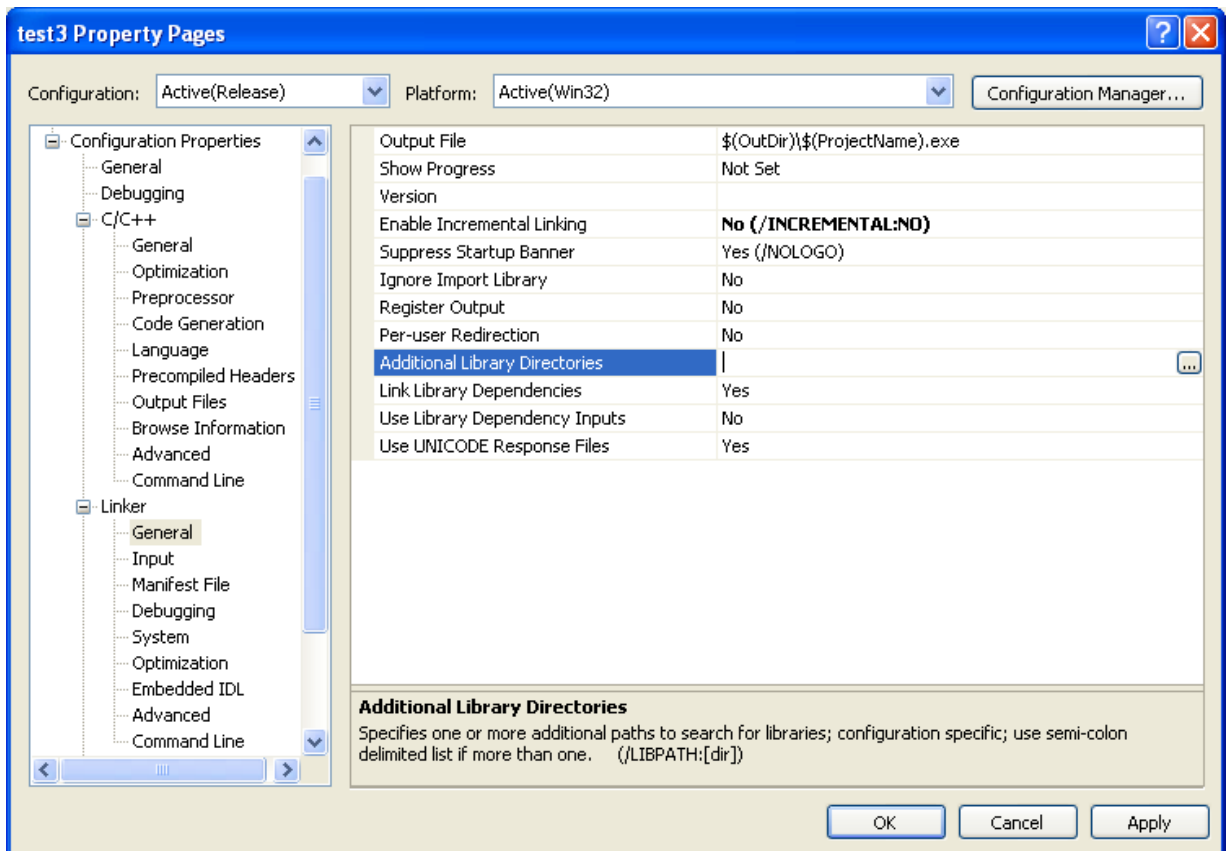 test3 Property Pages
Configuration: Active(Release) Platform: Active(Win32) Configuration Manager...
Configuration Properties
General
Debugging
C/C++
General
Optimization
Preprocessor
Code Generation
Language
Precompiled Headers
Output Files
Browse Information
Advanced
Command Line
Linker
General
Input
Manifest File
Debugging
System
Optimization
Embedded IDL
Advanced
Command Line
Output File $(OutDir)\$(ProjectName).exe
Show Progress Not Set
Version
Enable Incremental Linking No (/INCREMENTAL:NO)
Suppress Startup Banner Yes (/NOLOGO)
Ignore Import Library No
Register Output No
Per-user Redirection No
Additional Library Directories ...
Link Library Dependencies Yes
Use Library Dependency Inputs No
Use UNICODE Response Files Yes
Additional Library Directories
Specifies one or more additional paths to search for libraries; configuration specific; use semi-colon
delimited list if more than one. (/LIBPATH:[dir])
OK Cancel Apply